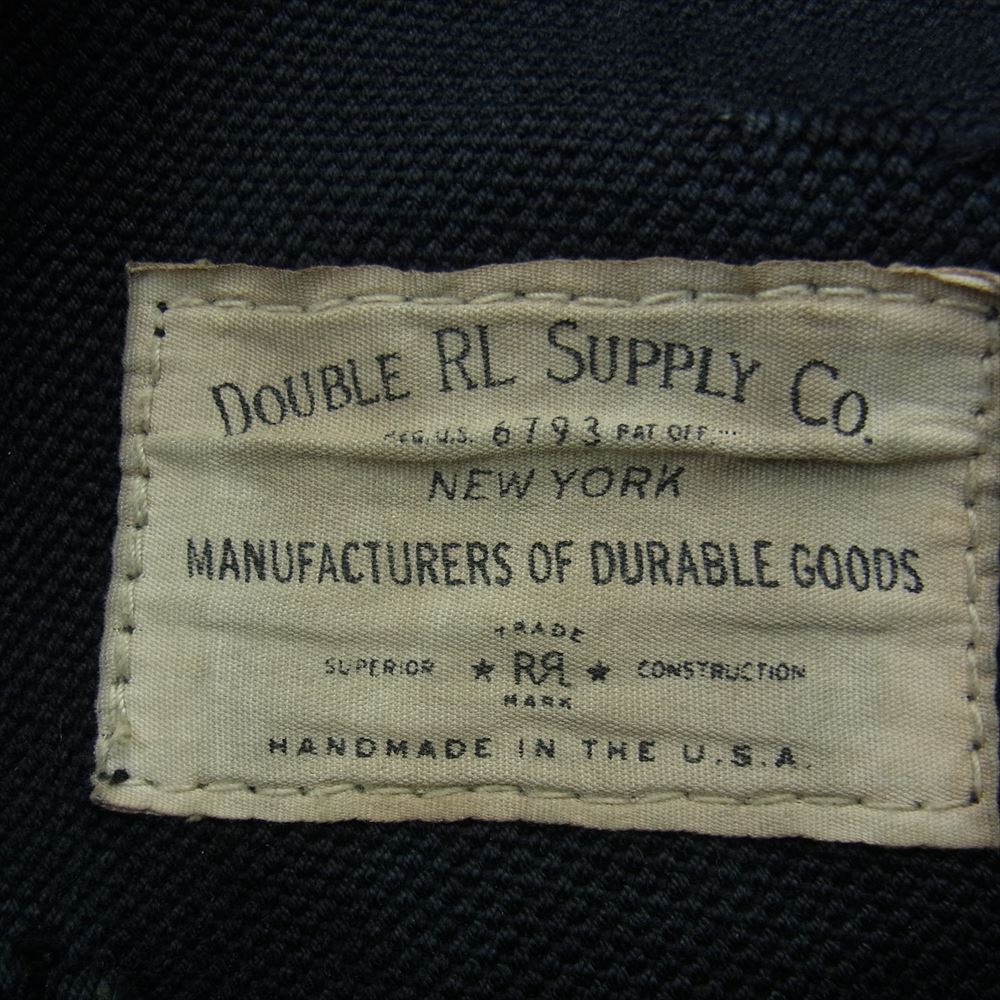 DOUBLE RL SUPPLY CO.
REG. U.S. 6793 PAT OFF.
NEW YORK
MANUFACTURERS OF DURABLE GOODS
TRADE
SUPERIOR ★ RR ★ CONSTRUCTION
MARK
HANDMADE IN THE U.S.A.